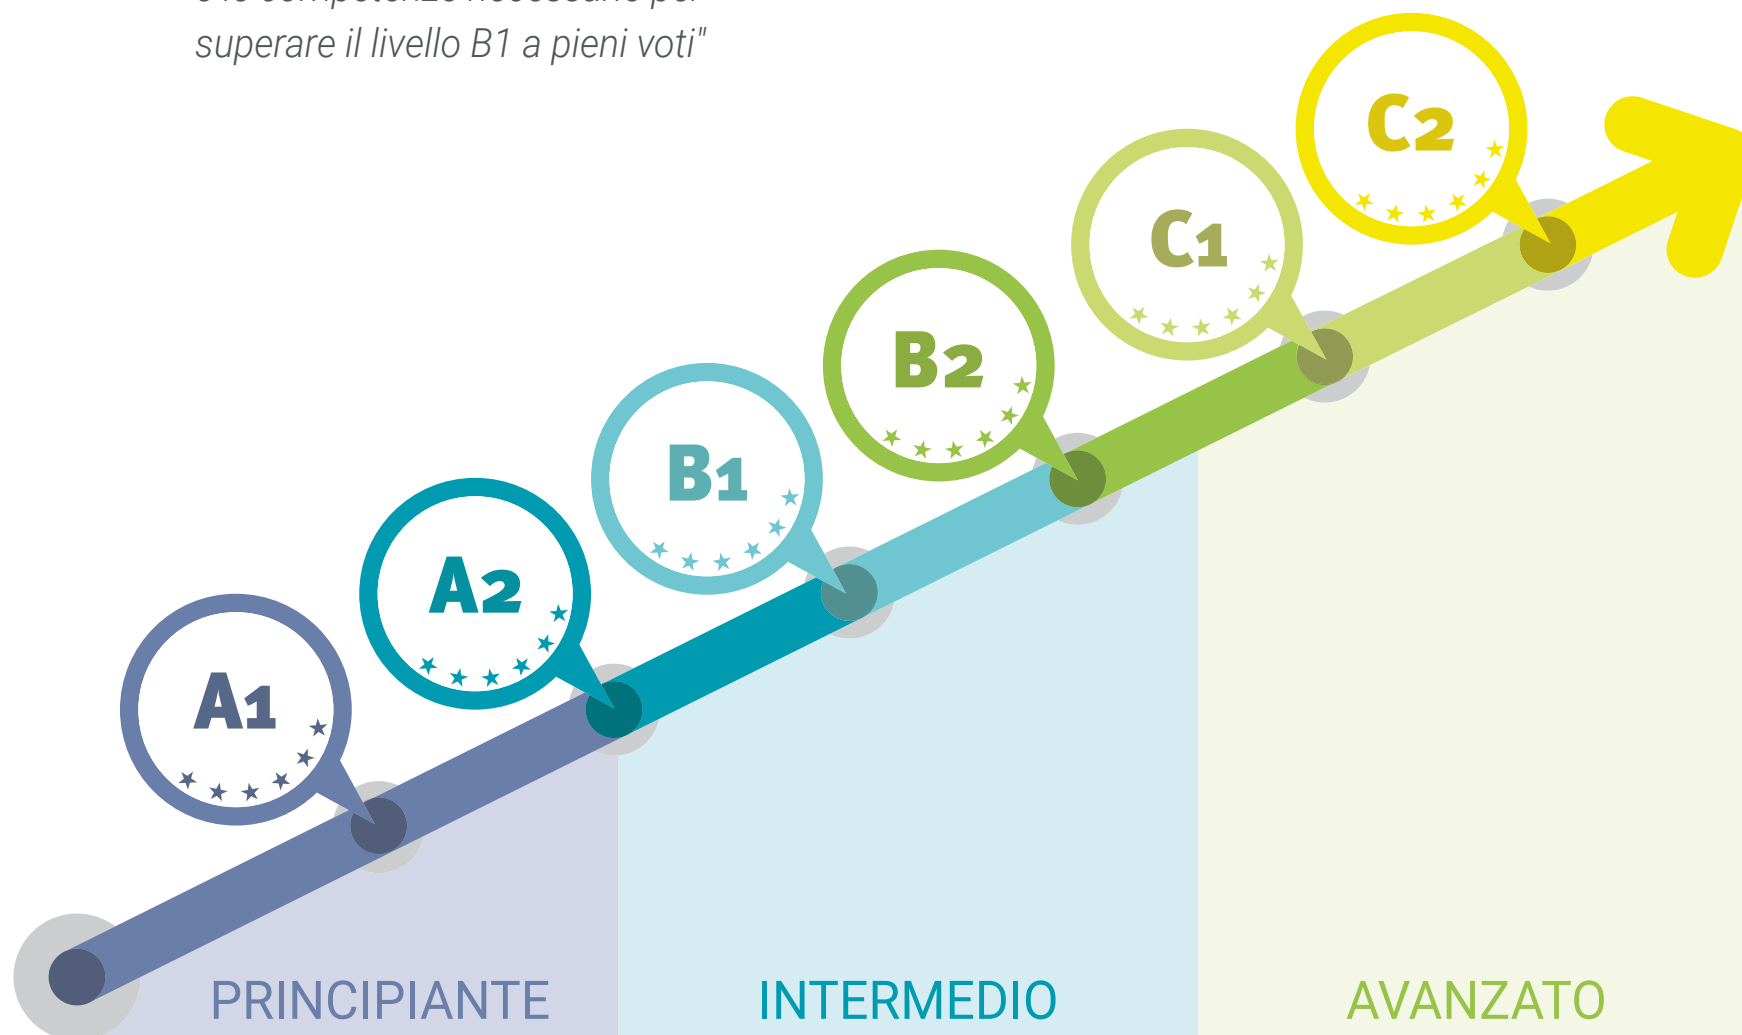 superare il livello B1 a pieni voti"
C2
C1
B2
B1
A2
A1
PRINCIPIANTE
INTERMEDIO
AVANZATO